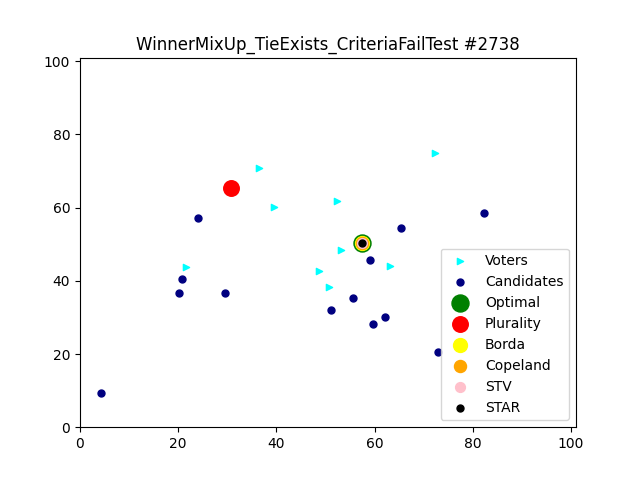 WinnerMixUp_TieExists_CriteriaFailTest #2738
100
80
60
40
20
0
0 20 40 60 80 100
Voters
Candidates
Optimal
Plurality
Borda
Copeland
STV
STAR